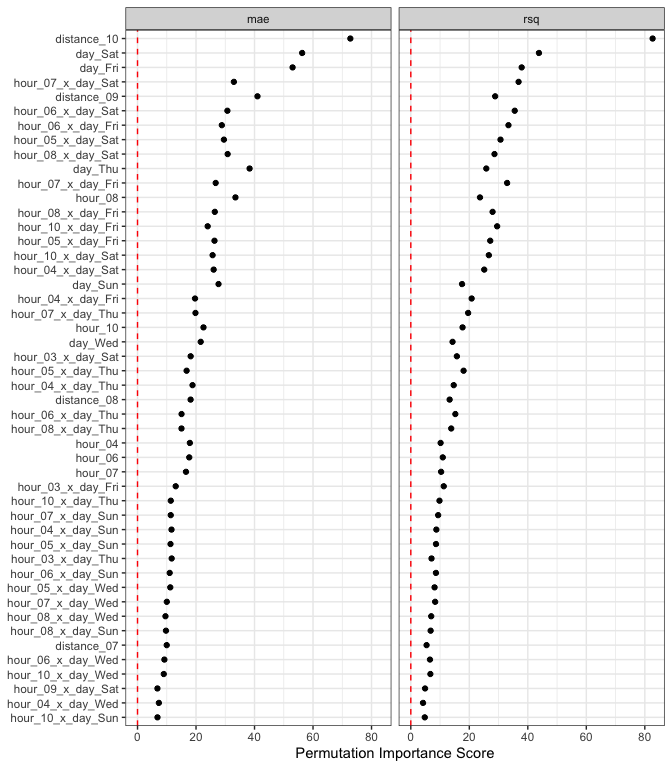 mae
rsq
distance_10
day_Sat
day_Fri
hour_07_x_day_Sat
distance_09
hour_06_x_day_Sat
hour_06_x_day_Fri
hour_05_x_day_Sat
hour_08_x_day_Sat
day_Thu
hour_07_x_day_Fri
hour_08
hour_08_x_day_Fri
hour_10_x_day_Fri
hour_05_x_day_Fri
hour_10_x_day_Sat
hour_04_x_day_Sat
day_Sun
hour_04_x_day_Fri
hour_07_x_day_Thu
hour_10
day_Wed
hour_03_x_day_Sat
hour_05_x_day_Thu
hour_04_x_day_Thu
distance_08
hour_06_x_day_Thu
hour_08_x_day_Thu
hour_04
hour_06
hour_07
hour_03_x_day_Fri
hour_10_x_day_Thu
hour_07_x_day_Sun
hour_04_x_day_Sun
hour_05_x_day_Sun
hour_03_x_day_Thu
hour_06_x_day_Sun
hour_05_x_day_Wed
hour_07_x_day_Wed
hour_08_x_day_Wed
hour_08_x_day_Sun
distance_07
hour_06_x_day_Wed
hour_10_x_day_Wed
hour_09_x_day_Sat
hour_04_x_day_Wed
hour_10_x_day_Sun
0 20 40 60 80
0 20 40 60 80
Permutation Importance Score